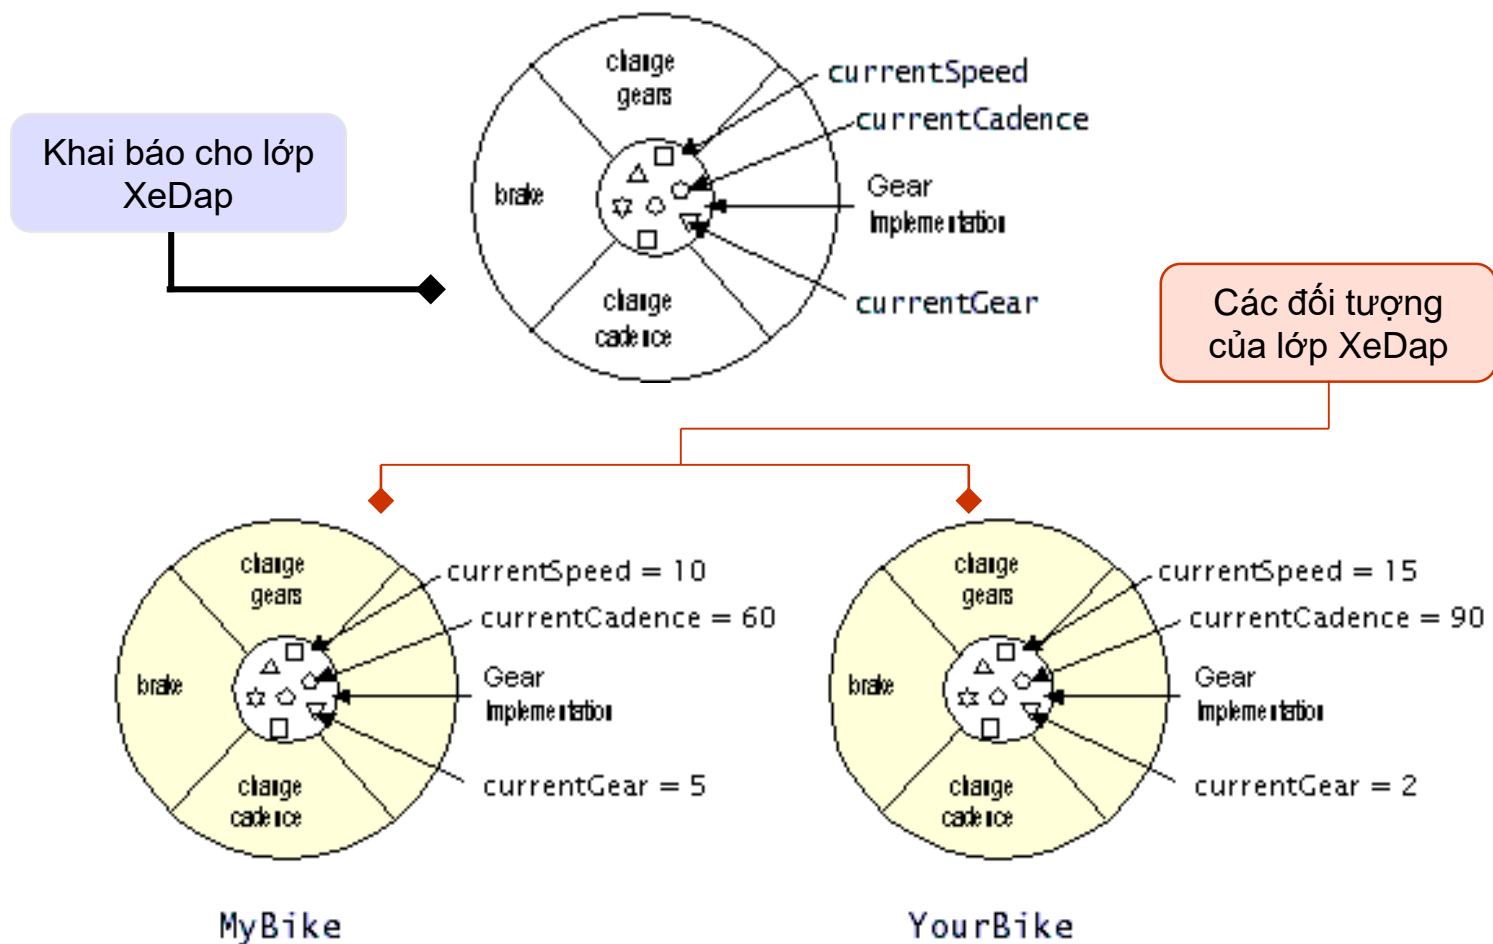 change
gears
currentSpeed
currentCadence
Khai báo cho lớp
XeDap
brake
Gear
Implementation
change
cadence
currentGear
Các đối tượng
của lớp XeDap
change
gears
currentSpeed = 10
currentCadence = 60
brake
Gear
Implementation
change
cadence
currentGear = 5
MyBike
change
gears
currentSpeed = 15
currentCadence = 90
brake
Gear
Implementation
change
cadence
currentGear = 2
YourBike